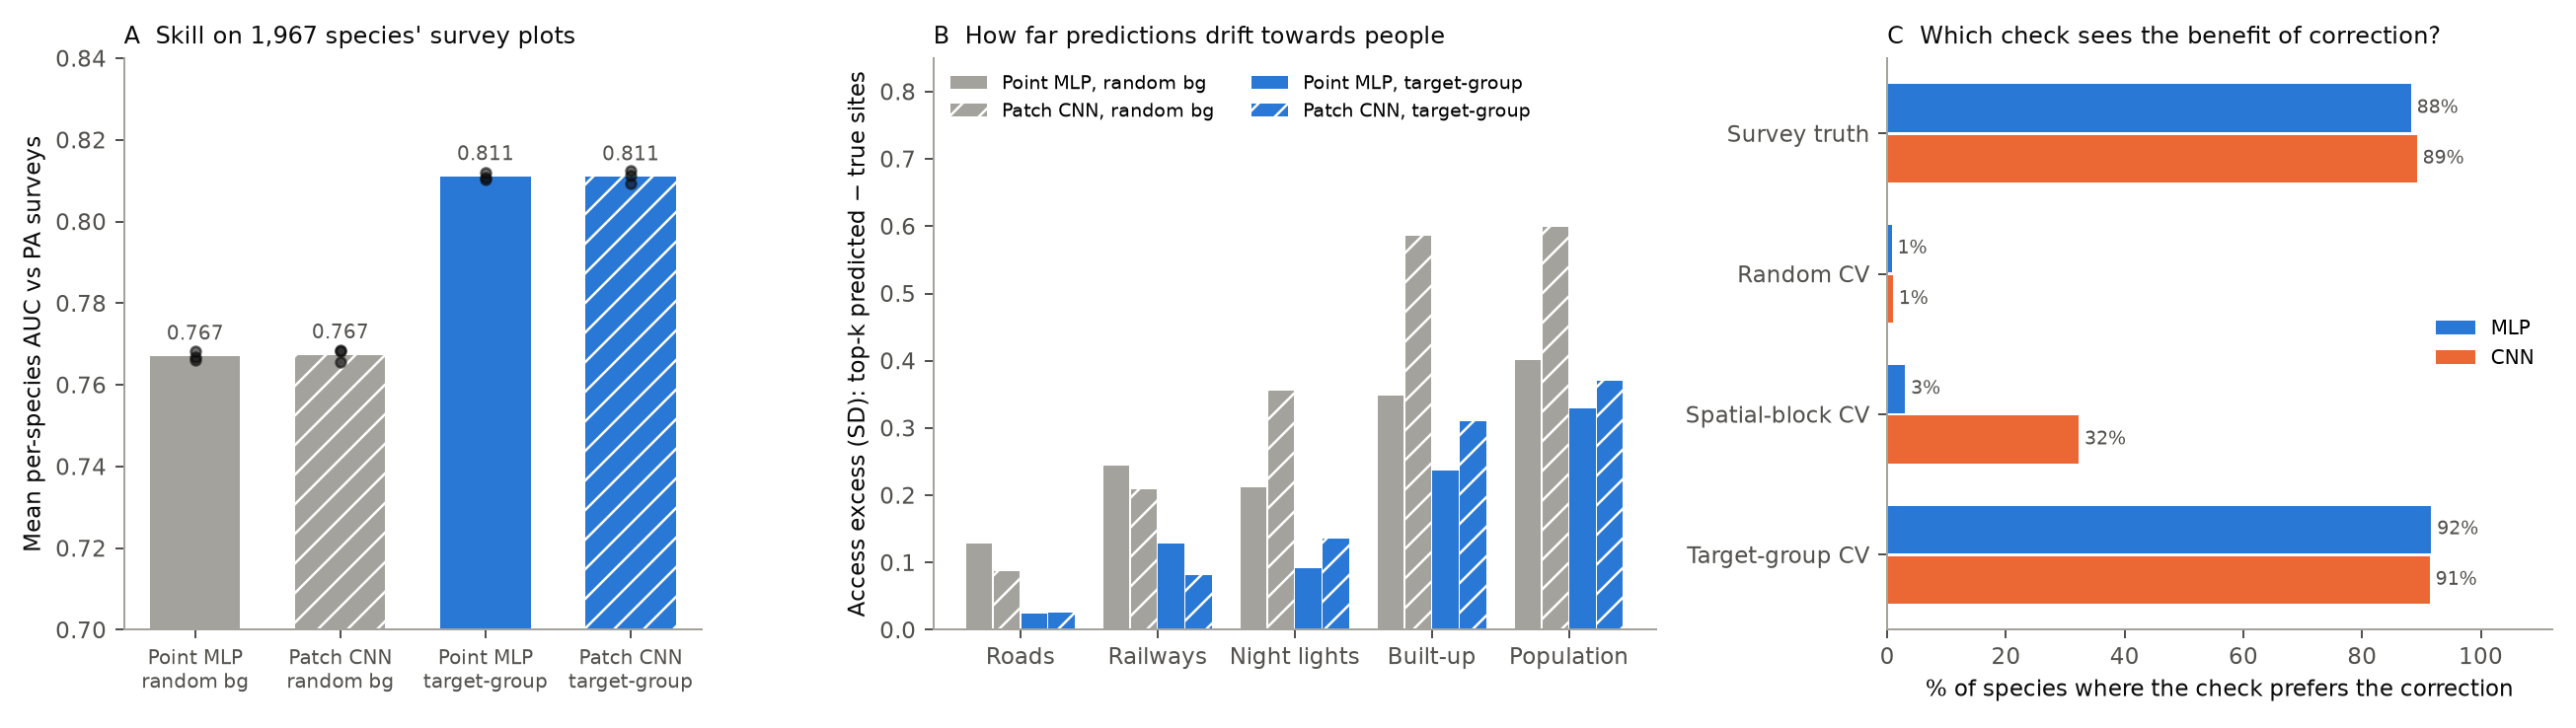 A Skill on 1,967 species' survey plots
Mean per-species AUC vs PA surveys
0.84
0.82
0.80
0.78
0.76
0.74
0.72
0.70
0.767
0.767
0.811
0.811
Point MLP
random bg
Patch CNN
random bg
Point MLP
target-group
Patch CNN
target-group
B How far predictions drift towards people
Access excess (SD): top-k predicted − true sites
0.8
0.7
0.6
0.5
0.4
0.3
0.2
0.1
0.0
Point MLP, random bg
Patch CNN, random bg
Point MLP, target-group
Patch CNN, target-group
Roads
Railways
Night lights
Built-up
Population
C Which check sees the benefit of correction?
Survey truth
88%
89%
Random CV
1%
1%
Spatial-block CV
3%
32%
Target-group CV
92%
91%
MLP
CNN
0
20
40
60
80
100
% of species where the check prefers the correction